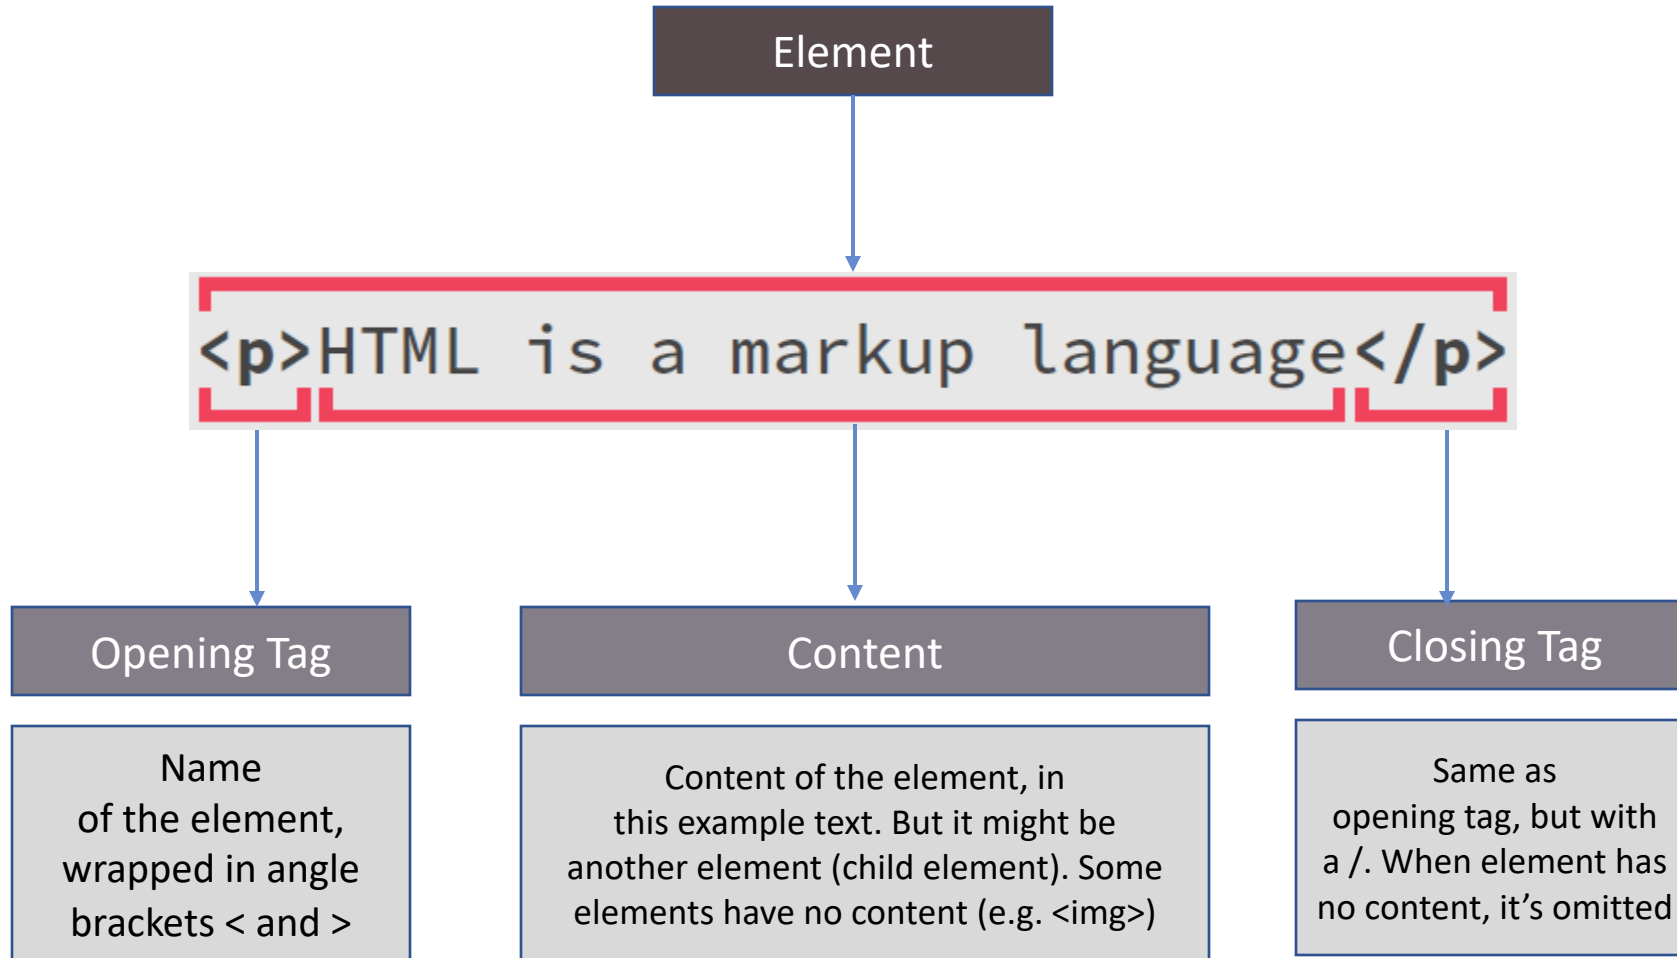 Element
<p>HTML is a markup language</p>
Opening Tag
Content
Closing Tag
Name
of the element,
wrapped in angle
brackets < and >
Content of the element, in
this example text. But it might be
another element (child element). Some
elements have no content (e.g. <img>)
Same as
opening tag, but with
a /. When element has
no content, it’s omitted